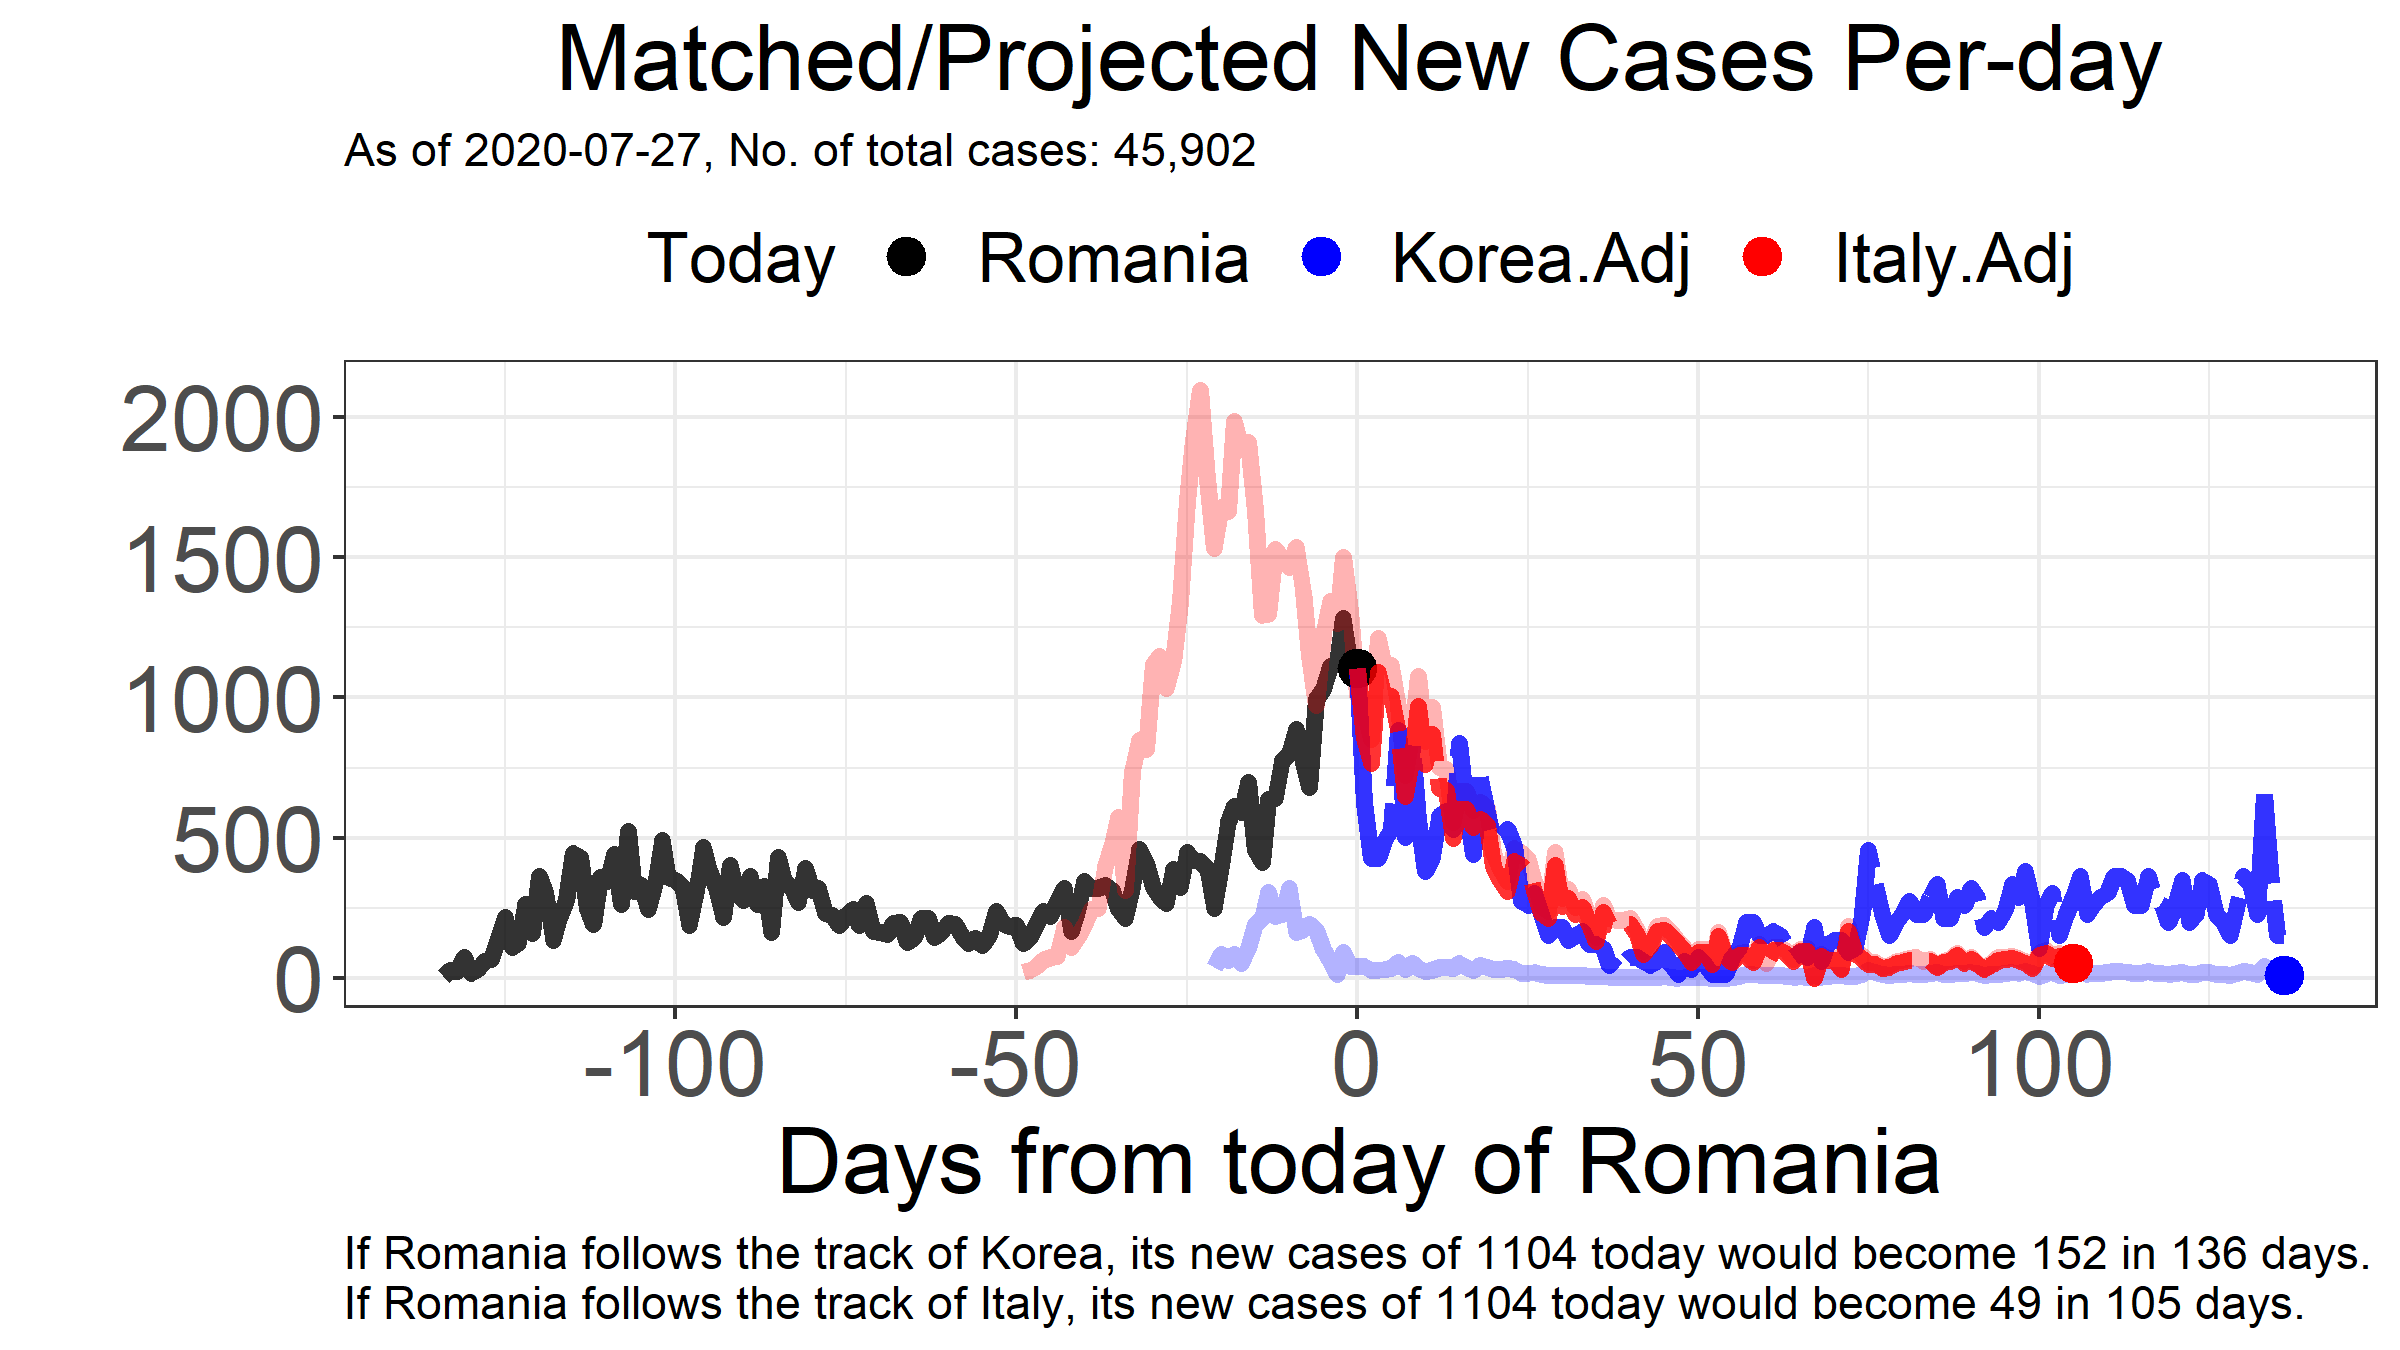 Matched/Projected New Cases Per-day
As of 2020-07-27, No. of total cases: 45,902
Today Romania Korea.Adj Italy.Adj
2000
1500
1000
500
0
-100 -50 0 50 100
Days from today of Romania
If Romania follows the track of Korea, its new cases of 1104 today would become 152 in 136 days.
If Romania follows the track of Italy, its new cases of 1104 today would become 49 in 105 days.